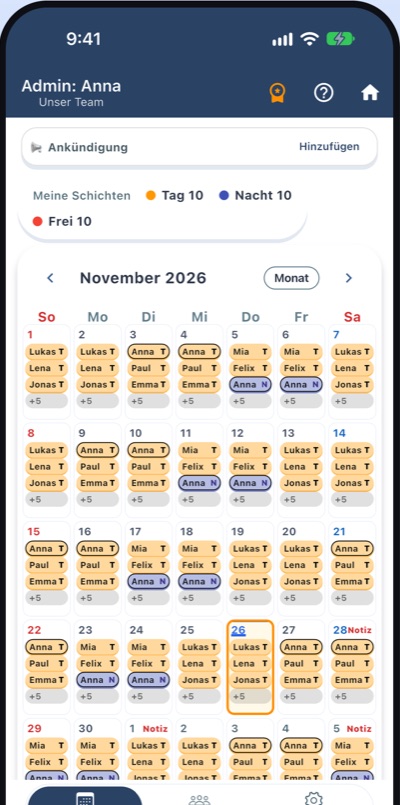 9:41
Admin: Anna
Unser Team
Ankündigung Hinzufügen
Meine Schichten Tag 10 Nacht 10
Frei 10
November 2026 Monat
So Mo Di Mi Do Fr Sa
1 2 3 4 5 6 7
Lukas T Lukas T Anna T Anna T Mia T Mia T Lukas T
Lena T Lena T Paul T Paul T Felix T Felix T Lena T
Jonas T Jonas T Emma T Emma T Anna N Anna N Jonas T
+5 +5 +5 +5 +5 +5 +5
8 9 10 11 12 13 14
Lukas T Anna T Anna T Mia T Mia T Lukas T Lukas T
Lena T Paul T Paul T Felix T Felix T Lena T Lena T
Jonas T Emma T Emma T Anna N Anna N Jonas T Jonas T
+5 +5 +5 +5 +5 +5 +5
15 16 17 18 19 20 21
Anna T Anna T Mia T Mia T Lukas T Lukas T Anna T
Paul T Paul T Felix T Felix T Lena T Lena T Paul T
Emma T Emma T Anna N Anna N Jonas T Jonas T Emma T
+5 +5 +5 +5 +5 +5 +5
22 23 24 25 26 27 28 Notiz
Anna T Mia T Mia T Lukas T Lukas T Anna T Anna T
Paul T Felix T Felix T Lena T Lena T Paul T Paul T
Emma T Anna N Anna N Jonas T Jonas T Emma T Emma T
+5 +5 +5 +5 +5 +5 +5
29 30 1 Notiz 2 3 4 5 Notiz
Mia T Mia T Lukas T Lukas T Anna T Anna T Mia T
Felix T Felix T Lena T Lena T Paul T Paul T Felix T
Anna N Anna N Jonas T Jonas T Emma T Emma T Anna N